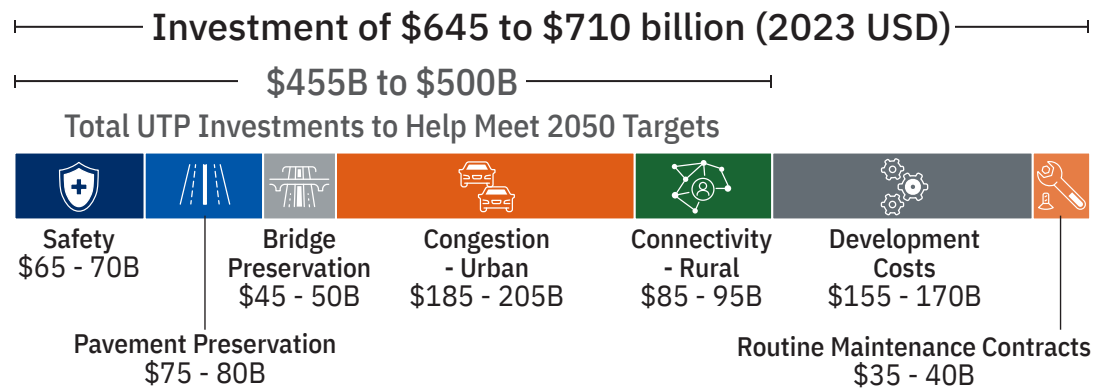 Investment of $645 to $710 billion (2023 USD)
$455B to $500B
Total UTP Investments to Help Meet 2050 Targets
Safety
$65 - 70B
Pavement Preservation
$75 - 80B
Bridge
Preservation
$45 - 50B
Congestion
- Urban
$185 - 205B
Connectivity
- Rural
$85 - 95B
Development
Costs
$155 - 170B
Routine Maintenance Contracts
$35 - 40B